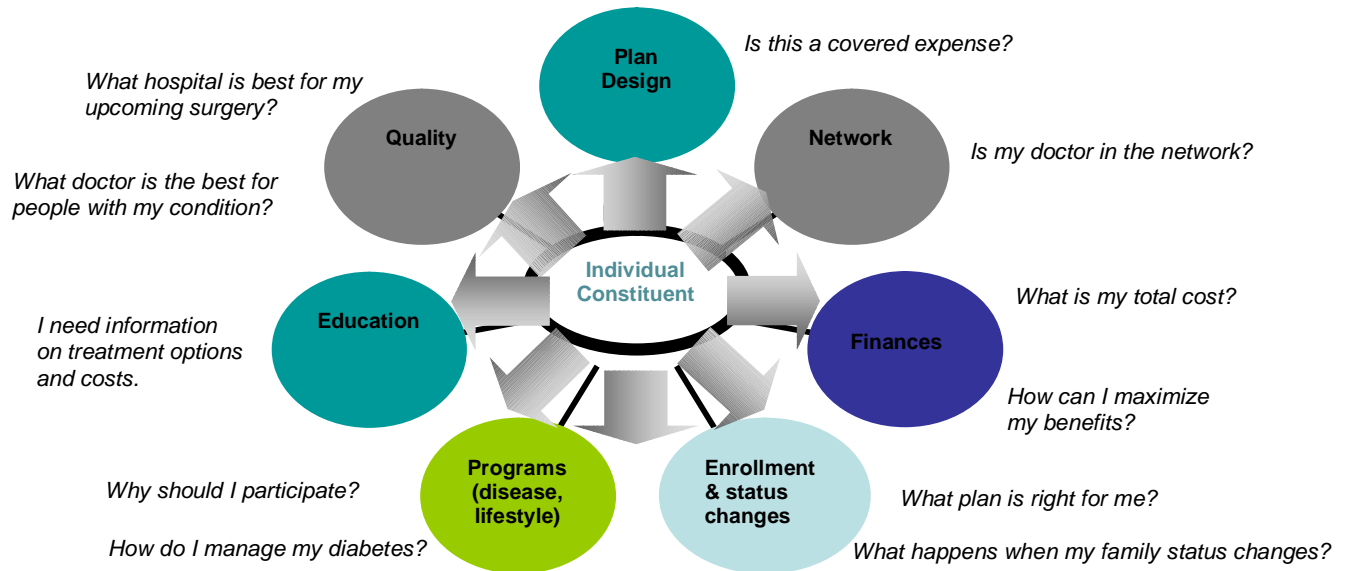 Plan
Design
Is this a covered expense?
What hospital is best for my
upcoming surgery?
Quality
Network
Is my doctor in the network?
What doctor is the best for
people with my condition?
Individual
Constituent
What is my total cost?
Education
I need information
on treatment options
and costs.
Finances
How can I maximize
my benefits?
Programs
(disease,
lifestyle)
Enrollment
& status
changes
Why should I participate?
What plan is right for me?
How do I manage my diabetes?
What happens when my family status changes?